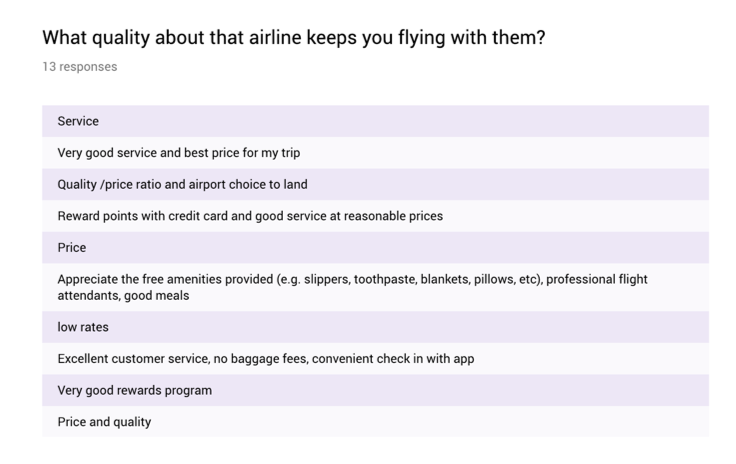 What quality about that airline keeps you flying with them?
13 responses
Service
Very good service and best price for my trip
Quality /price ratio and airport choice to land
Reward points with credit card and good service at reasonable prices
Price
Appreciate the free amenities provided (e.g. slippers, toothpaste, blankets, pillows, etc), professional flight
attendants, good meals
low rates
Excellent customer service, no baggage fees, convenient check in with app
Very good rewards program
Price and quality